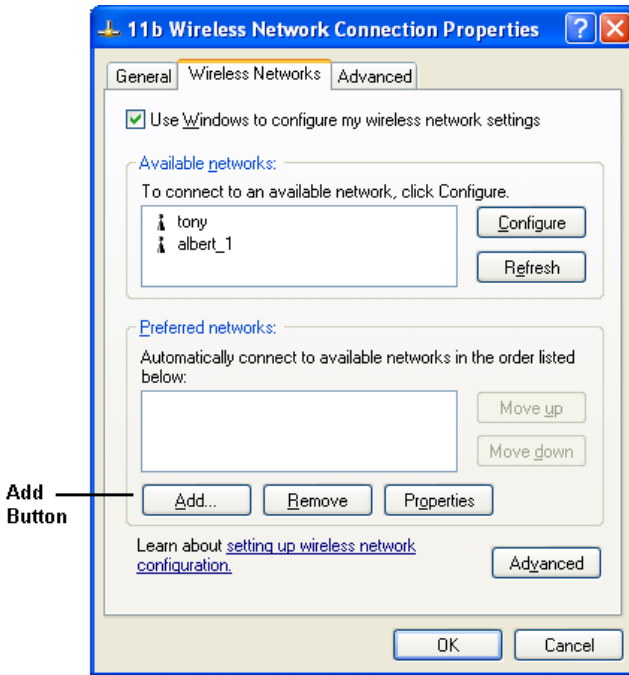 11b Wireless Network Connection Properties
General Wireless Networks Advanced
Use Windows to configure my wireless network settings
Available networks:
To connect to an available network, click Configure.
tony
albert_1
Configure
Refresh
Preferred networks:
Automatically connect to available networks in the order listed
below:
Move up
Move down
Add
Button
Add... Remove Properties
Learn about setting up wireless network
configuration.
Advanced
OK Cancel